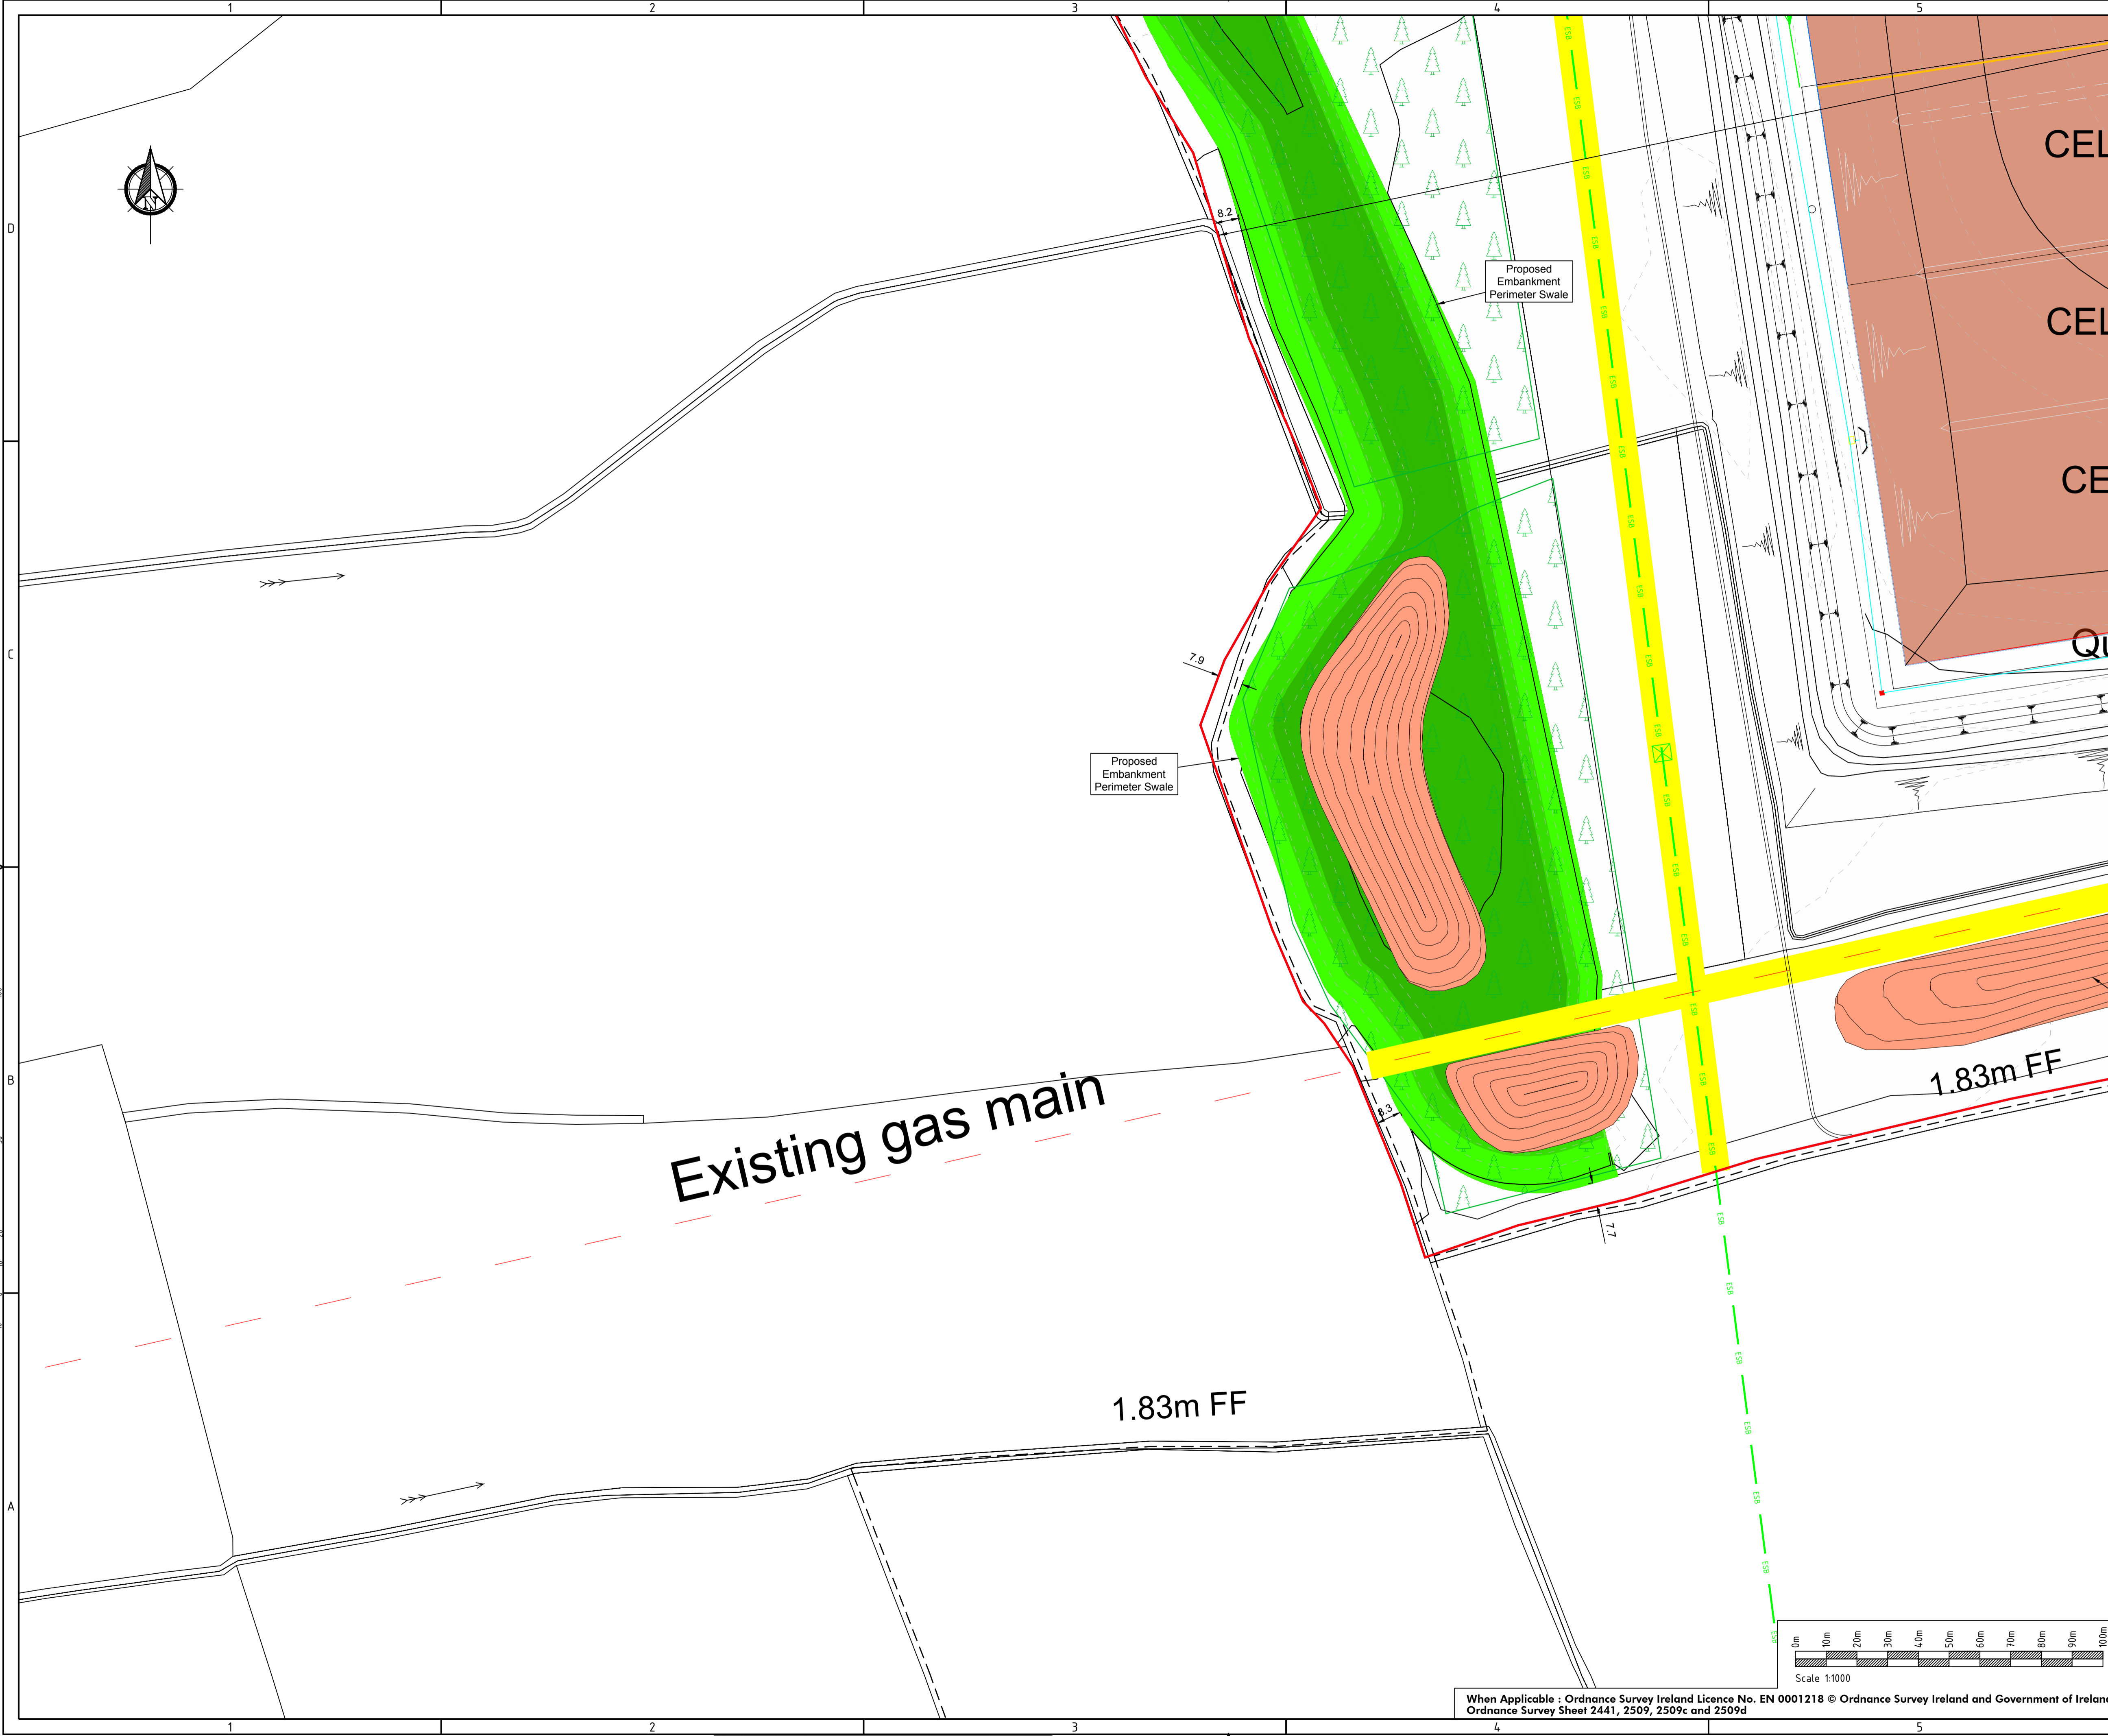 1 2 3 4 5
D
C
B
A
N
8.2
Proposed
Embankment
Perimeter Swale
7.9
Proposed
Embankment
Perimeter Swale
8.3
7.7
CEL
CEL
CE
Qu
ESB
1.83m FF
Existing gas main
1.83m FF
0m 10m 20m 30m 40m 50m 60m 70m 80m 90m 100m
Scale 1:1000
When Applicable : Ordnance Survey Ireland Licence No. EN 0001218 © Ordnance Survey Ireland and Government of Ireland
Ordnance Survey Sheet 2441, 2509, 2509c and 2509d
1 2 3 4 5